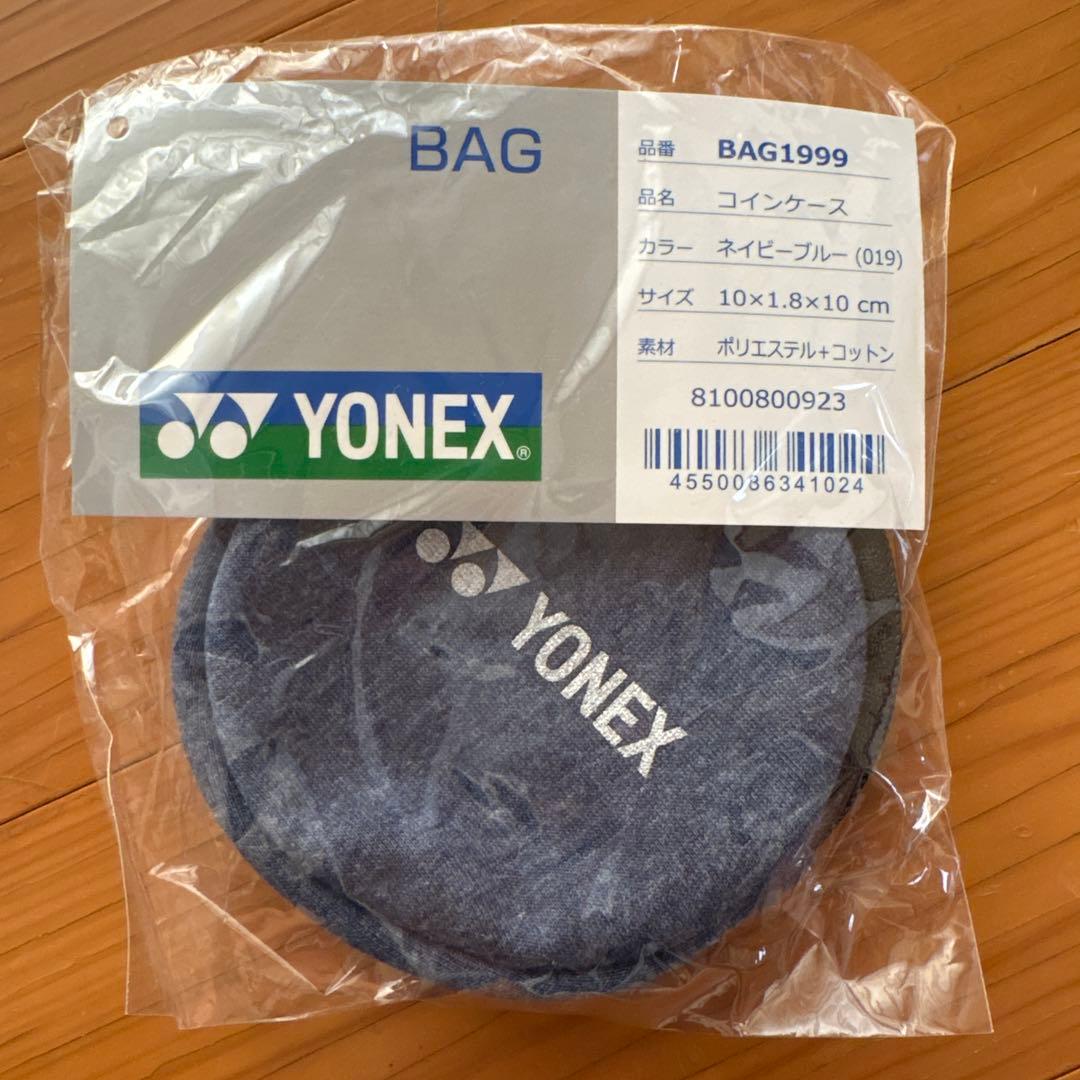 BAG
YONEX®
品番 BAG1999
品名 コインケース
カラー ネイビーブルー (019)
サイズ 10×1.8×10 cm
素材 ポリエステル+コットン
8100800923
4550086341024
YONEX